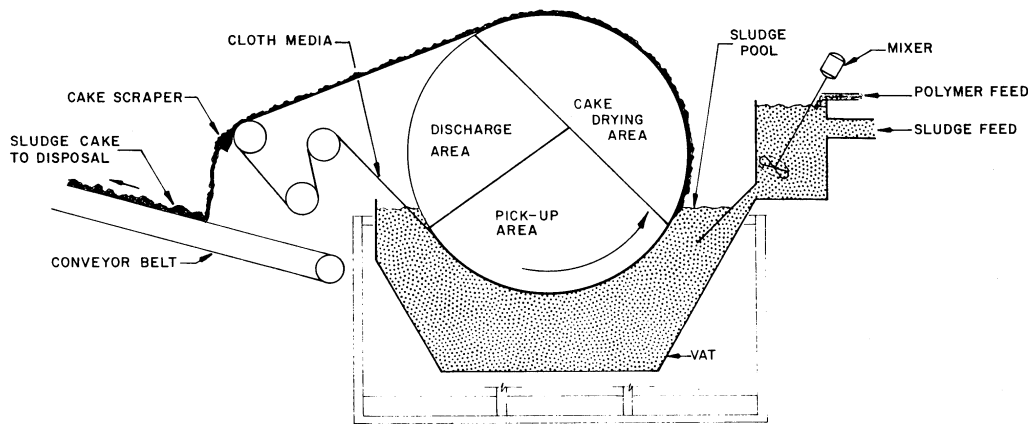 CLOTH MEDIA
SLUDGE
POOL
MIXER
CAKE SCRAPER
POLYMER FEED
CAKE
DRYING
AREA
DISCHARGE
AREA
SLUDGE FEED
SLUDGE CAKE
TO DISPOSAL
PICK-UP
AREA
CONVEYOR BELT
VAT